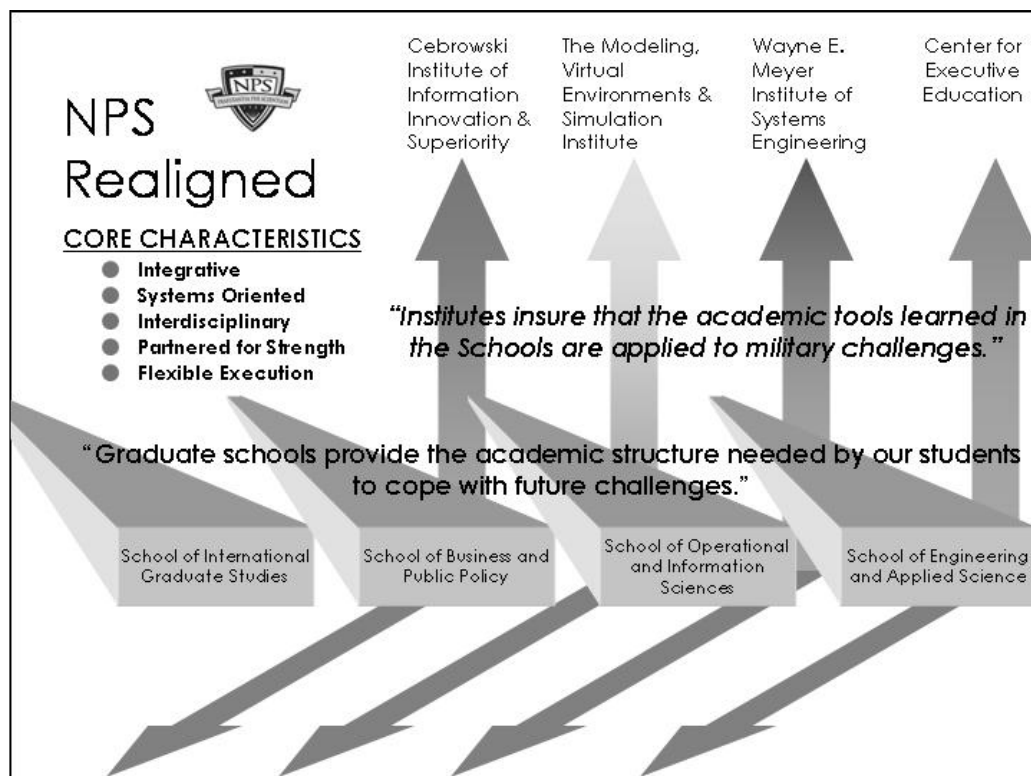 NPS
NPS
Realigned
CORE CHARACTERISTICS
Integrative
Systems Oriented
Interdisciplinary
Partnered for Strength
Flexible Execution
Cebrowski
Institute of
Information
Innovation &
Superiority
The Modeling,
Virtual
Environments &
Simulation
Institute
Wayne E.
Meyer
Institute of
Systems
Engineering
Center for
Executive
Education
“Institutes insure that the academic tools learned in
the Schools are applied to military challenges.”
“Graduate schools provide the academic structure needed by our students
to cope with future challenges.”
School of International
Graduate Studies
School of Business and
Public Policy
School of Operational
and Information
Sciences
School of Engineering
and Applied Science